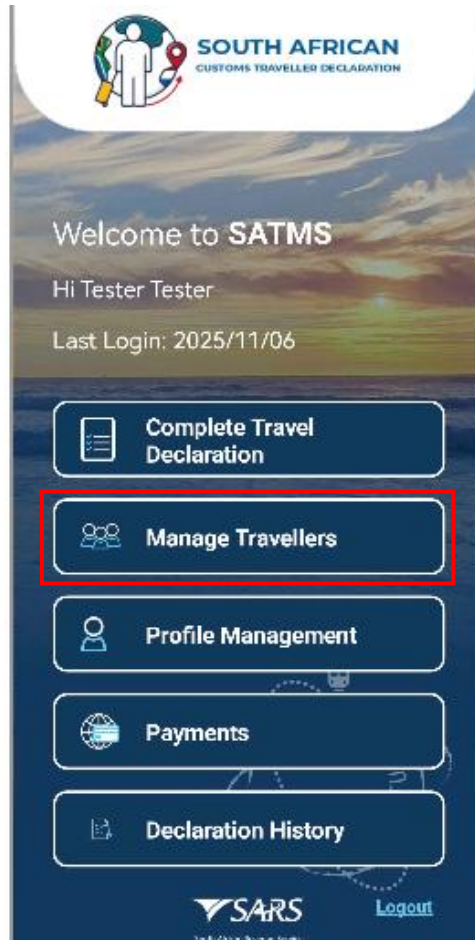 SOUTH AFRICAN
CUSTOMS TRAVELLER DECLARATION
Welcome to SATMS
Hi Tester Tester
Last Login: 2025/11/06
Complete Travel
Declaration
Manage Travellers
Profile Management
Payments
Declaration History
SARS
Logout